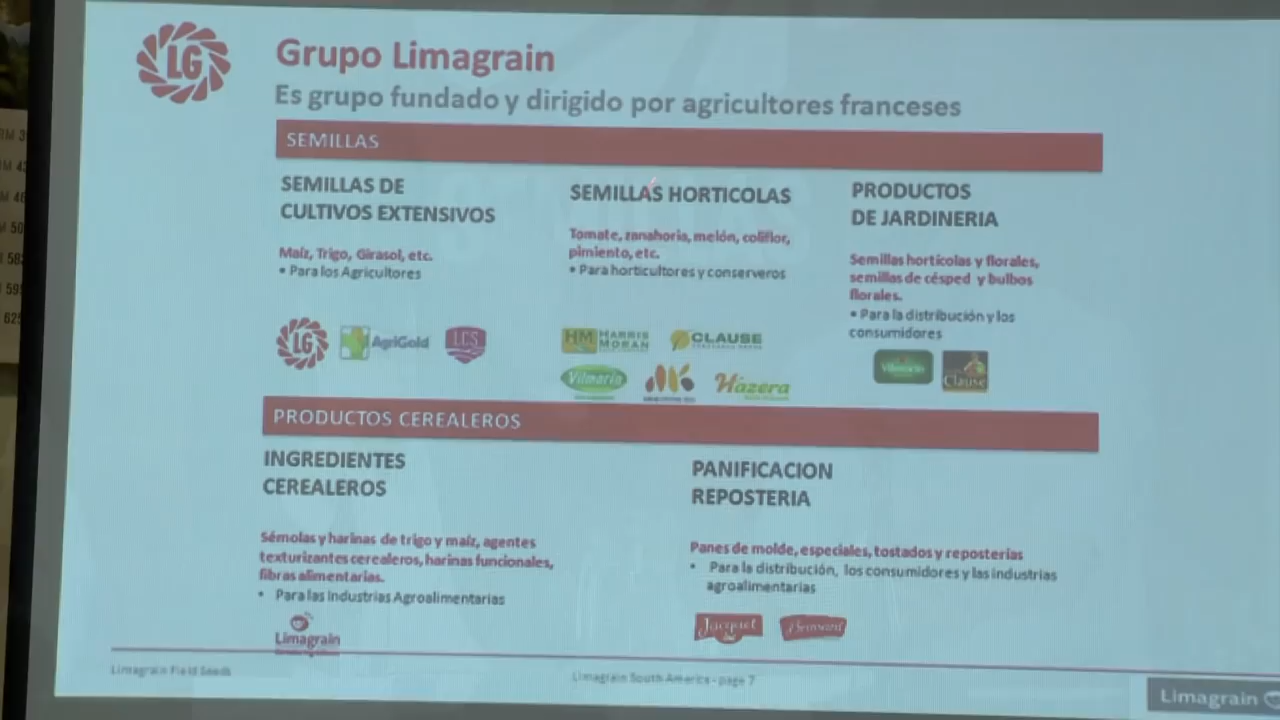 LG
Grupo Limagrain
Es grupo fundado y dirigido por agricultores franceses
SEMILLAS
SEMILLAS DE
CULTIVOS EXTENSIVOS
Maíz, Trigo, Girasol, etc.
• Para los Agricultores
LG
AgriGold
LCS
SEMILLAS HORTICOLAS
Tomate, zanahoria, melón, coliflor,
pimiento, etc.
• Para horticultores y conserveros
HM HARRIS
MORAN
CLAUSE
Vilmorin
Hazera
PRODUCTOS
DE JARDINERIA
Semillas hortícolas y florales,
semillas de césped y bulbos
florales.
• Para la distribución y los
consumidores
Vilmorin
Clause
PRODUCTOS CEREALEROS
INGREDIENTES
CEREALEROS
Sémolas y harinas de trigo y maíz, agentes
texturizantes cerealeros, harinas funcionales,
fibras alimentarias.
• Para las Industrias Agroalimentarias
Limagrain
PANIFICACION
REPOSTERIA
Panes de molde, especiales, tostados y reposterías
• Para la distribución, los consumidores y las industrias
agroalimentarias
Jacquet
Brossard
Limagrain Field Seeds
Limagrain South America - page 7
Limagrain